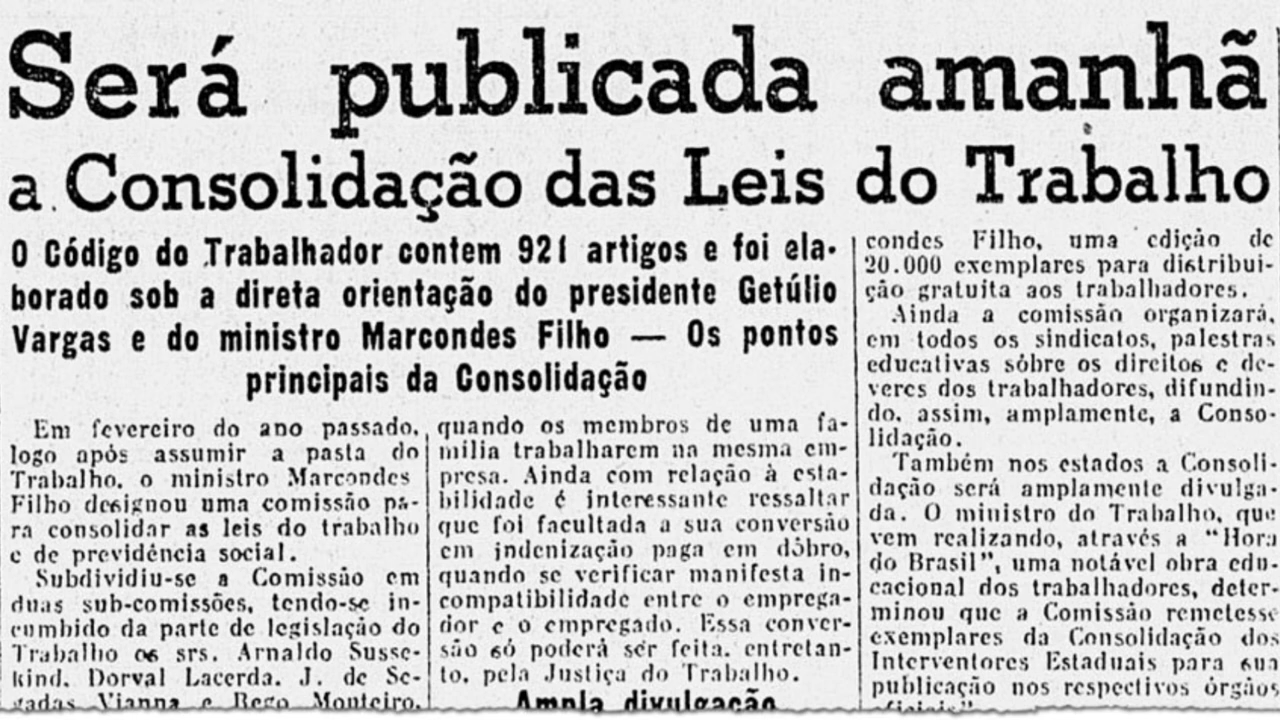 Será publicada amanhã
a Consolidação das Leis do Trabalho
O Código do Trabalhador contem 921 artigos e foi ela-
borado sob a direta orientação do presidente Getúlio
Vargas e do ministro Marcondes Filho — Os pontos
principais da Consolidação
Em fevereiro do ano passado,
logo após assumir a pasta do
Trabalho, o ministro Marcondes
Filho designou uma comissão pa-
ra consolidar as leis do trabalho
e de previdência social.
Subdividiu-se a Comissão em
duas sub-comissões, tendo-se in-
cumbido da parte de legislação do
Trabalho os srs. Arnaldo Susse-
kind, Dorval Lacerda, J. de Se-
gadas Vianna e Rego Monteiro,
quando os membros de uma fa-
milia trabalharem na mesma em-
presa. Ainda com relação à esta-
bilidade é interessante ressaltar
que foi facultada a sua conversão
em indenização paga em dôbro,
quando se verificar manifesta in-
compatibilidade entre o emprega-
dor e o empregado. Essa conver-
são só poderá ser feita, entretan-
to, pela Justiça do Trabalho.
Ampla divulgação
condes Filho, uma edição de
20.000 exemplares para distribui-
ção gratuita aos trabalhadores.
Ainda a comissão organizará,
em todos os sindicatos, palestras
educativas sôbre os direitos e de-
veres dos trabalhadores, difundin-
do, assim, amplamente, a Conso-
lidação.
Também nos estados a Consoli-
dação será amplamente divulga-
da. O ministro do Trabalho, que
vem realizando, através a "Hora
do Brasil", uma notável obra edu-
cacional dos trabalhadores, deter-
minou que a Comissão remetesse
exemplares da Consolidação dos
Interventores Estaduais para sua
publicação nos respectivos órgãos